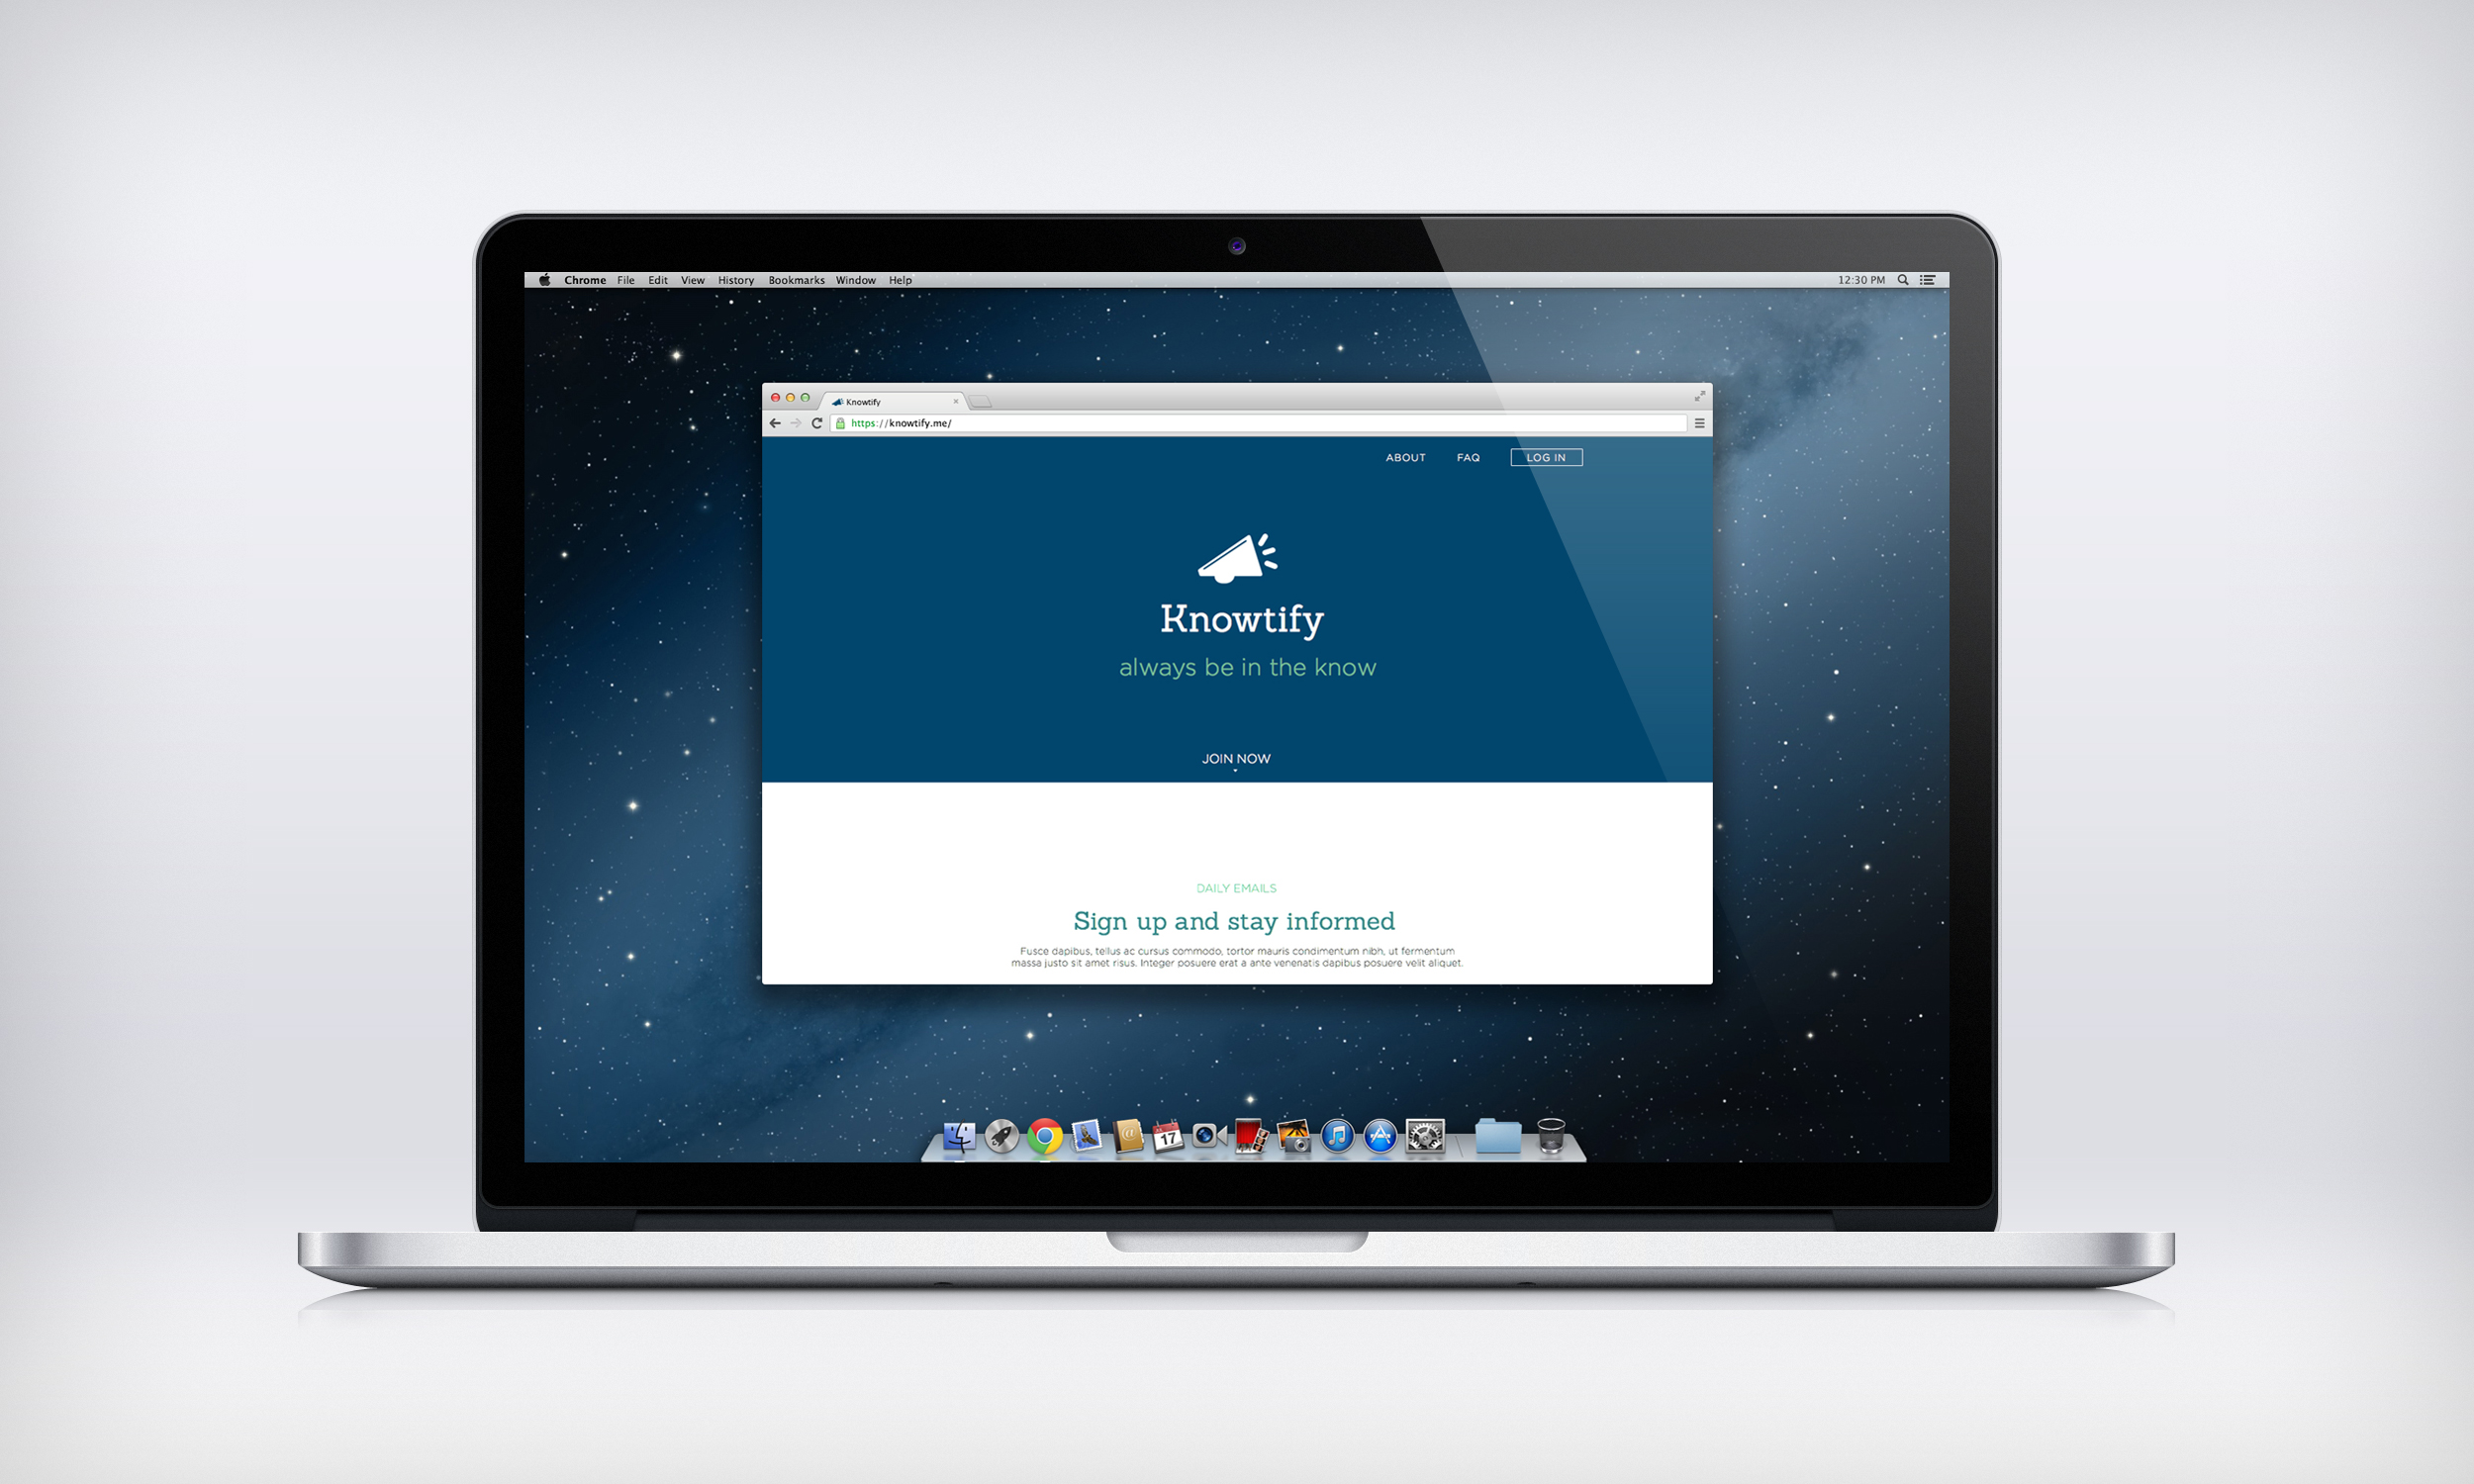 Chrome File Edit View History Bookmarks Window Help 12:30 PM
Knowtify
https://knowtify.me/
ABOUT FAQ LOG IN
Knowtify
always be in the know
JOIN NOW
DAILY EMAILS
Sign up and stay informed
Fusce dapibus, tellus ac cursus commodo, tortor mauris condimentum nibh, ut fermentum
massa justo sit amet risus. Integer posuere erat a ante venenatis dapibus posuere velit aliquet.
17